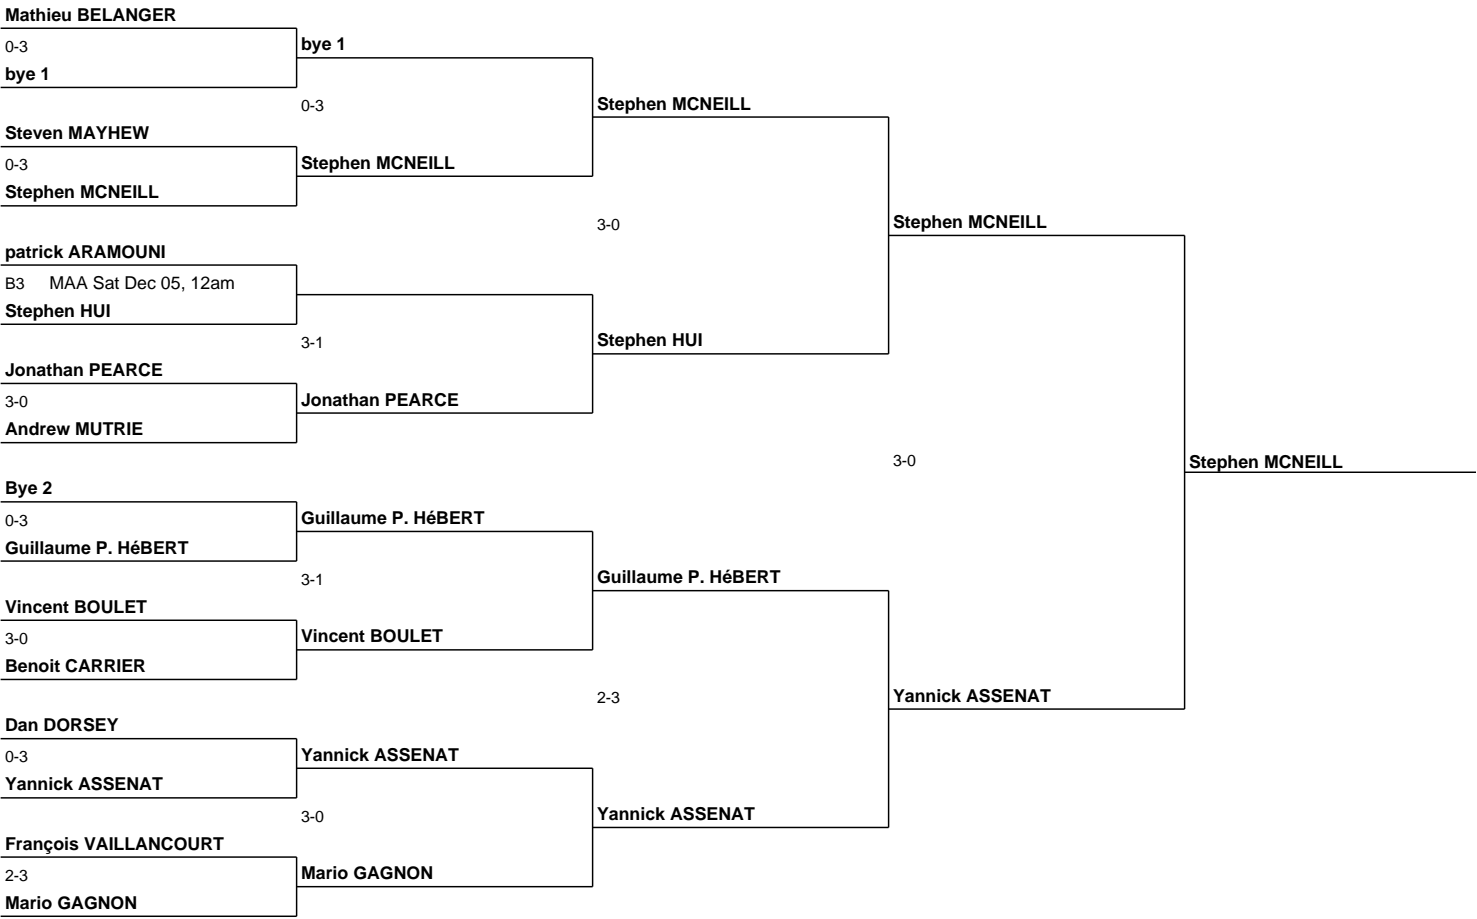 Mathieu BELANGER
0-3
bye 1
bye 1
0-3
Stephen MCNEILL
Steven MAYHEW
0-3
Stephen MCNEILL
Stephen MCNEILL
3-0
Stephen MCNEILL
patrick ARAMOUNI
B3 MAA Sat Dec 05, 12am
Stephen HUI
3-1
Stephen HUI
Jonathan PEARCE
3-0
Jonathan PEARCE
Andrew MUTRIE
3-0
Stephen MCNEILL
Bye 2
0-3
Guillaume P. HéBERT
Guillaume P. HéBERT
3-1
Guillaume P. HéBERT
Vincent BOULET
3-0
Vincent BOULET
Benoit CARRIER
2-3
Yannick ASSENAT
Dan DORSEY
0-3
Yannick ASSENAT
Yannick ASSENAT
3-0
Yannick ASSENAT
François VAILLANCOURT
2-3
Mario GAGNON
Mario GAGNON